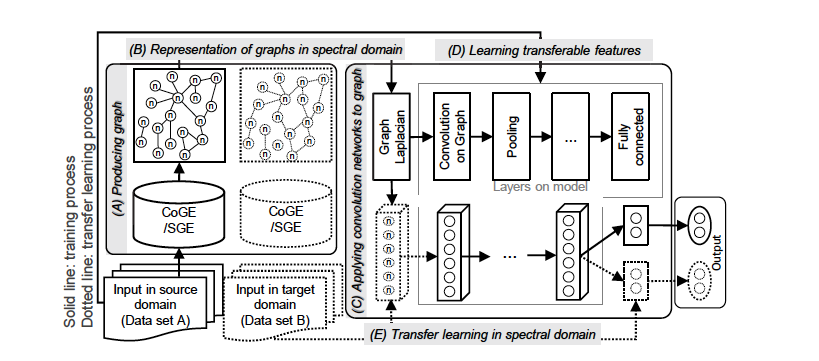 (B) Representation of graphs in spectral domain
(D) Learning transferable features
Solid line: training process
Dotted line: transfer learning process
(A) Producing graph
n n n n n n n n n n n n n n n n
n n n n n n n n n n n n n n n n
CoGE
/SGE
CoGE
/SGE
Input in source
domain
(Data set A)
Input in target
domain
(Data set B)
(C) Applying convolution networks to graph
Graph
Laplacian
Convolution
on Graph
Pooling
...
Fully
connected
Layers on model
n
n
n
n
n
n
...
Output
(E) Transfer learning in spectral domain